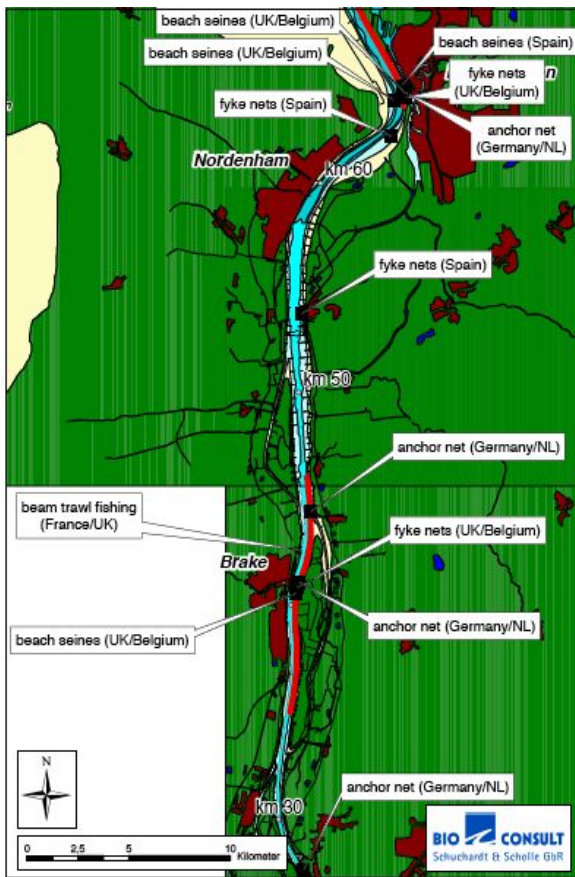 beach seines (UK/Belgium)
beach seines (Spain)
beach seines (UK/Belgium)
fyke nets
(UK/Belgium)
fyke nets (Spain)
anchor net
(Germany/NL)
Nordenham
km 60
fyke nets (Spain)
km 50
anchor net (Germany/NL)
beam trawl fishing
(France/UK)
fyke nets (UK/Belgium)
Brake
anchor net (Germany/NL)
beach seines (UK/Belgium)
N
anchor net (Germany/NL)
km 30
0 2,5 5 10
Kilometer
BIO CONSULT
Schuchardt & Scholle GbR